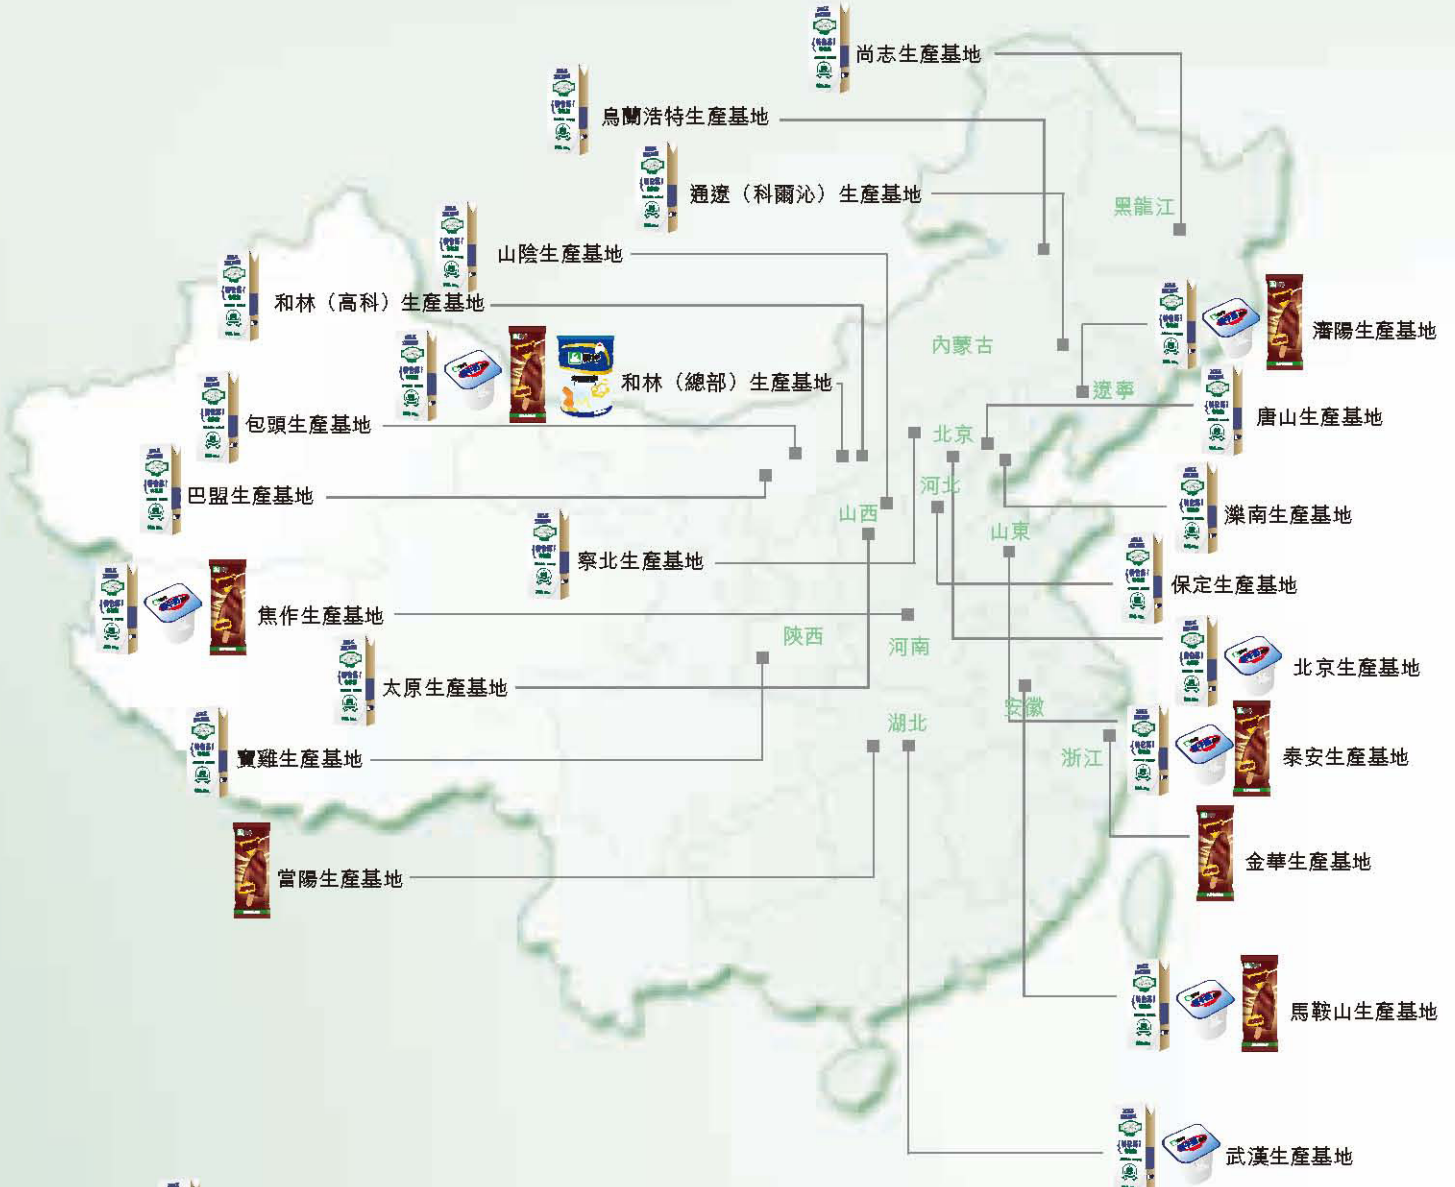 尚志生產基地
烏蘭浩特生產基地
通遼（科爾沁）生產基地
黑龍江
山陰生產基地
和林（高科）生產基地
瀋陽生產基地
內蒙古
和林（總部）生產基地
遼寧
包頭生產基地
唐山生產基地
北京
巴盟生產基地
河北
山西
灤南生產基地
山東
察北生產基地
保定生產基地
焦作生產基地
陝西
河南
北京生產基地
太原生產基地
安徽
湖北
寶雞生產基地
浙江
泰安生產基地
金華生產基地
當陽生產基地
馬鞍山生產基地
武漢生產基地